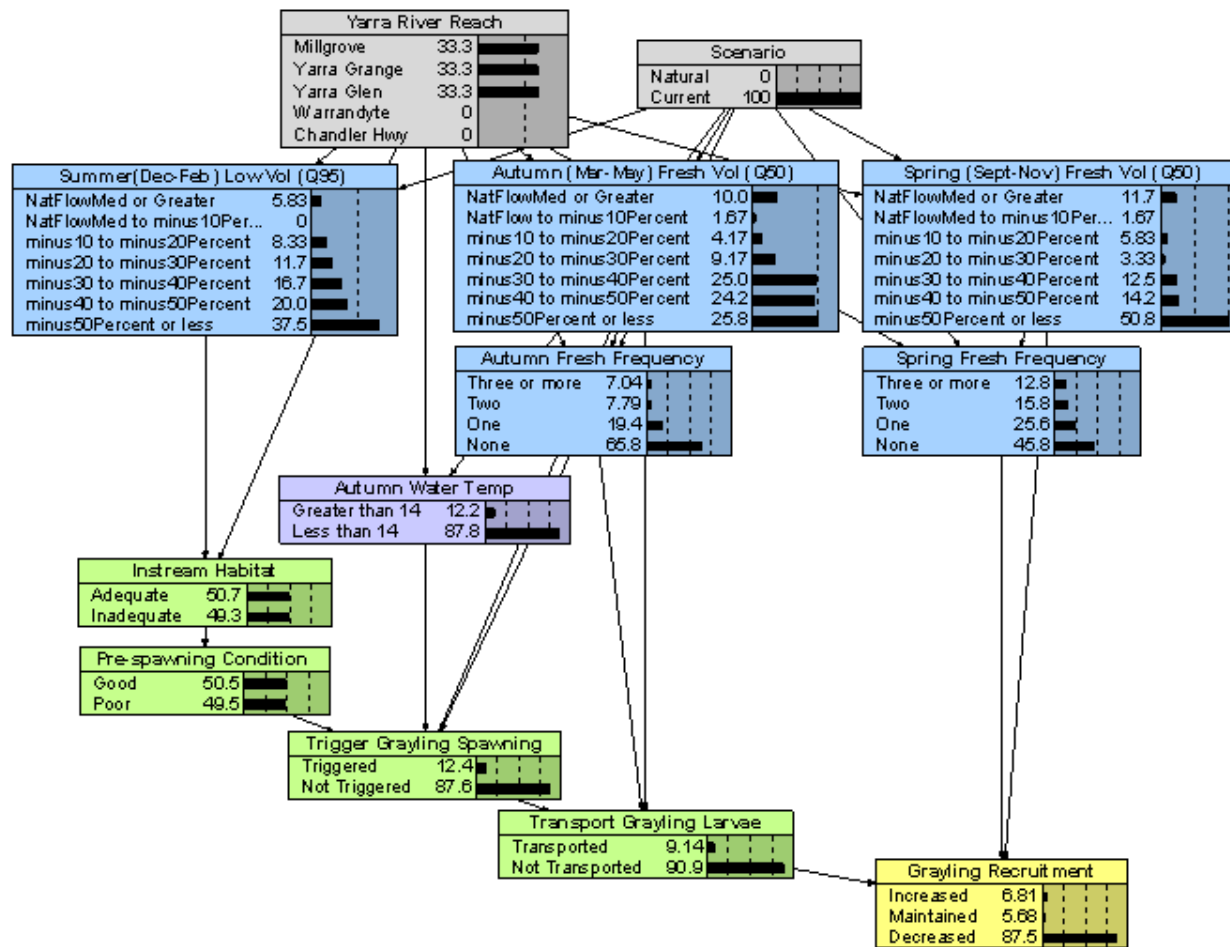 Yarra River Reach
Millgrove 33.3
Yarra Grange 33.3
Yarra Glen 33.3
Warrandyte 0
Chandler Hwy 0
Scenario
Natural 0
Current 100
Summer(Dec-Feb) Low Vol (Q95)
NatFlowMed or Greater 5.83
NatFlowMed to minus10Per... 0
minus10 to minus20Percent 8.33
minus20 to minus30Percent 11.7
minus30 to minus40Percent 16.7
minus40 to minus50Percent 20.0
minus50Percent or less 37.5
Autumn (Mar-May) Fresh Vol (Q50)
NatFlowMed or Greater 10.0
NatFlow to minus10Percent 1.67
minus10 to minus20Percent 4.17
minus20 to minus30Percent 9.17
minus30 to minus40Percent 25.0
minus40 to minus50Percent 24.2
minus50Percent or less 25.8
Spring (Sept-Nov) Fresh Vol (Q50)
NatFlowMed or Greater 11.7
NatFlowMed to minus10Per... 1.67
minus10 to minus20Percent 5.83
minus20 to minus30Percent 3.33
minus30 to minus40Percent 12.5
minus40 to minus50Percent 14.2
minus50Percent or less 50.8
Autumn Fresh Frequency
Three or more 7.04
Two 7.79
One 19.4
None 65.8
Spring Fresh Frequency
Three or more 12.8
Two 15.8
One 25.6
None 45.8
Autumn Water Temp
Greater than 14 12.2
Less than 14 87.8
Instream Habitat
Adequate 50.7
Inadequate 49.3
Pre-spawning Condition
Good 50.5
Poor 49.5
Trigger Grayling Spawning
Triggered 12.4
Not Triggered 87.6
Transport Grayling Larvae
Transported 9.14
Not Transported 90.9
Grayling Recruitment
Increased 6.81
Maintained 5.68
Decreased 87.5